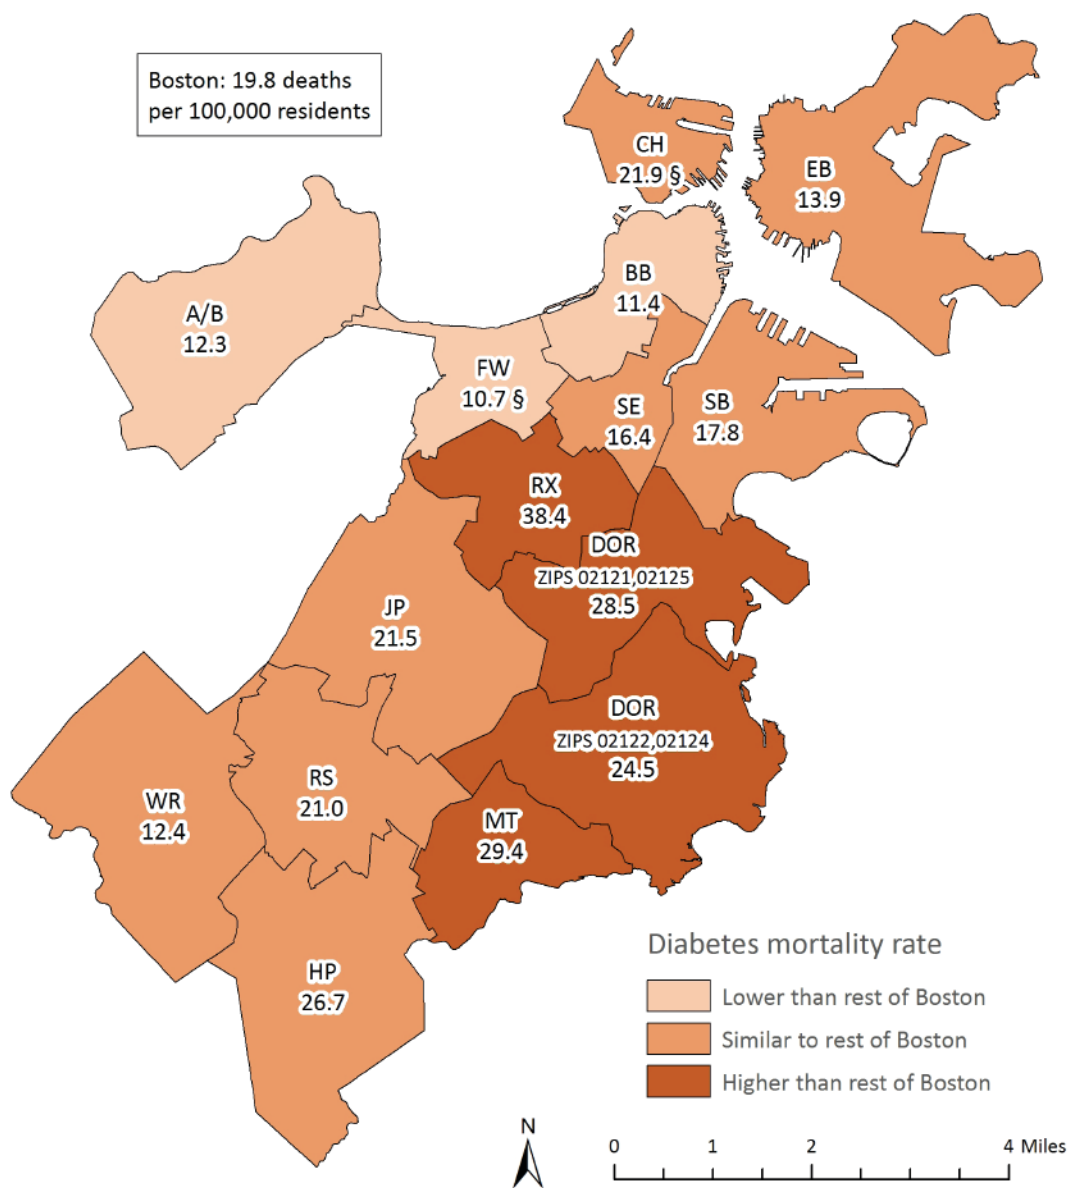 Boston: 19.8 deaths
per 100,000 residents
CH
21.9 §
EB
13.9
BB
11.4
A/B
12.3
FW
10.7 §
SE
16.4
SB
17.8
RX
38.4
DOR
ZIPS 02121,02125
28.5
JP
21.5
DOR
ZIPS 02122,02124
24.5
RS
21.0
WR
12.4
MT
29.4
HP
26.7
Diabetes mortality rate
Lower than rest of Boston
Similar to rest of Boston
Higher than rest of Boston
N
0 1 2 4 Miles